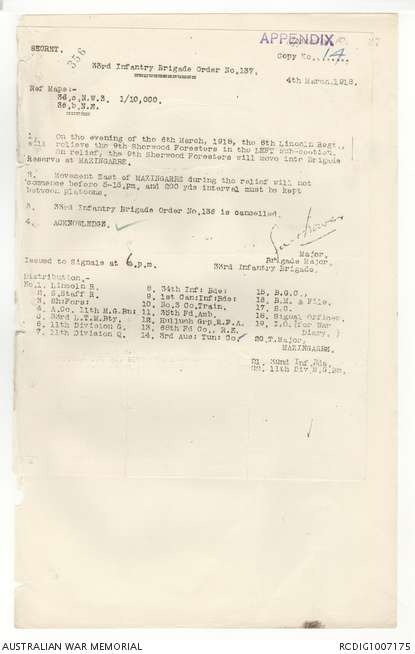 APPENDIX
SECRET.
356
Copy No. 14
33rd Infantry Brigade Order No.137.
4th March.1918.
Ref Maps:-
36.c.N.W.3. 1/10,000.
36.b.N.E.
1. On the evening of the 6th March, 1918, the 6th Lincoln Regt.,
will relieve the 9th Sherwood Foresters in the LEFT Sub-section.
On relief, the 9th Sherwood Foresters will move into Brigade
Reserve at MAZINGARBE.
2. Movement East of MAZINGARBE during the relief will not
commence before 5-15.pm, and 200 yds interval must be kept
between platoons.
3. 33rd Infantry Brigade Order No.136 is cancelled.
4. ACKNOWLEDGE.
Major.
Brigade Major,
Issued to Signals at 6.p.m.
33rd Infantry Brigade.
Distribution.-
No.1. Lincoln R.
2. S.Staff R.
3. Sh:Fors:
4. A.Co. 11th M.G.Bn:
5. 33rd L.T.M.Bty.
6. 11th Division G.
7. 11th Division Q.
8. 34th Inf: Bde:
9. 1st Can:Inf:Bde:
10. No.3 Co.Train.
11. 35th Fd.Amb.
12. Hulluch Grp.R.F.A.
13. 68th Fd Co., R.E.
14. 3rd Aus: Tun: Co.
15. B.G.C.
16. B.M. & File.
17. S.C.
18. Signal Officer.
19. I.O.(for War
Diary. )
20. T.Major,
MAZINGARBE.
21. 32nd Inf.Bde.
22. 11th Div.M.G.Bn.
AUSTRALIAN WAR MEMORIAL
RCDIG1007175